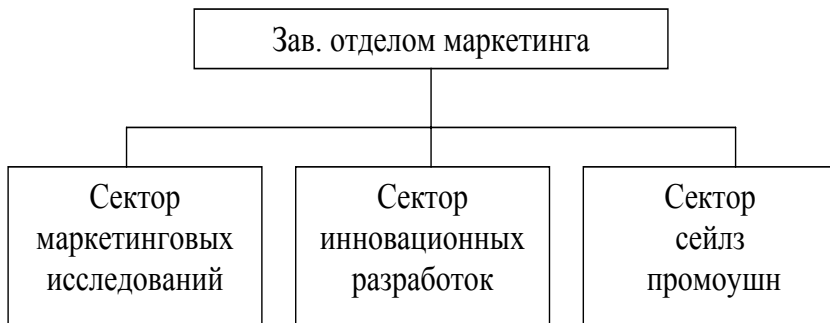 Зав. отделом маркетинга
Сектор
маркетинговых
исследований
Сектор
инновационных
разработок
Сектор
сейлз
промоушн